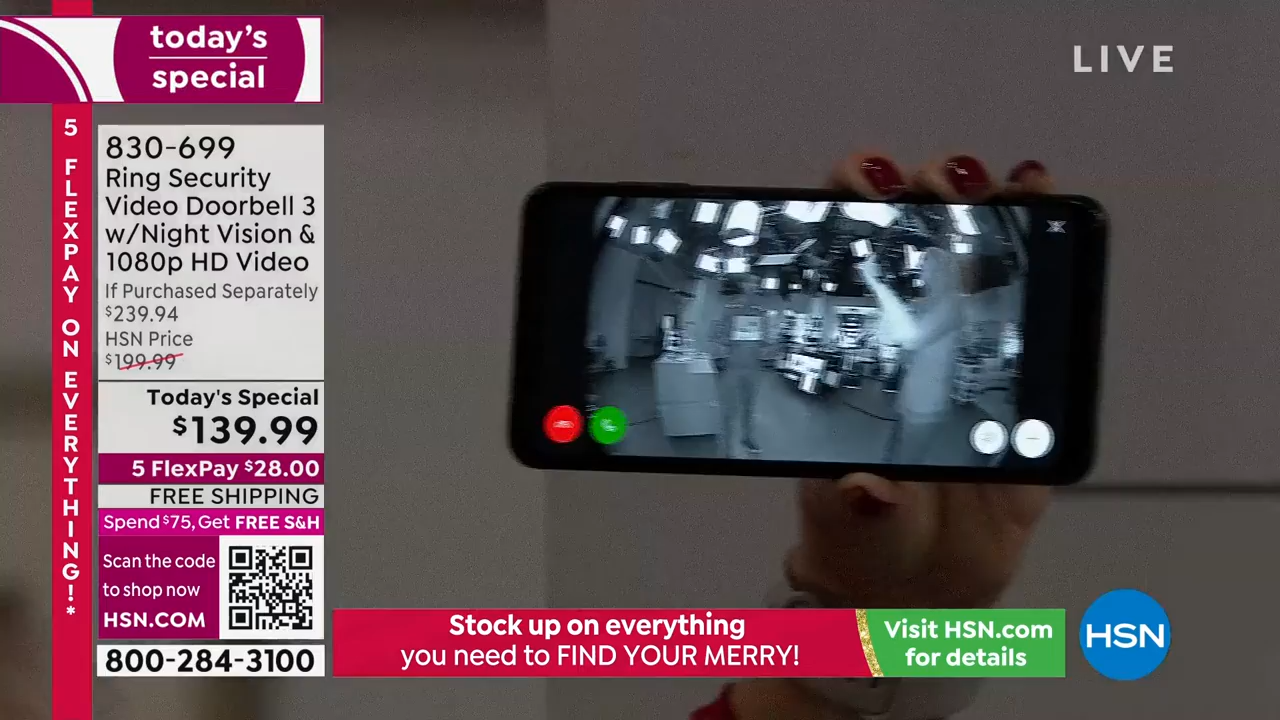 today's
special
LIVE
5 FLEXPAY ON EVERYTHING!*
830-699
Ring Security
Video Doorbell 3
w/Night Vision &
1080p HD Video
If Purchased Separately
$239.94
HSN Price
$199.99
Today's Special
$139.99
5 FlexPay $28.00
FREE SHIPPING
Spend $75, Get FREE S&H
Scan the code
to shop now
HSN.COM
800-284-3100
Stock up on everything
you need to FIND YOUR MERRY!
Visit HSN.com
for details
HSN